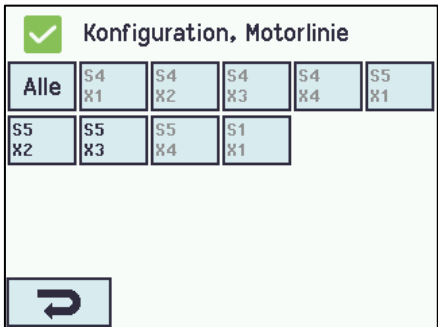 Konfiguration, Motorlinie
Alle
S4
X1
S4
X2
S4
X3
S4
X4
S5
X1
S5
X2
S5
X3
S5
X4
S1
X1